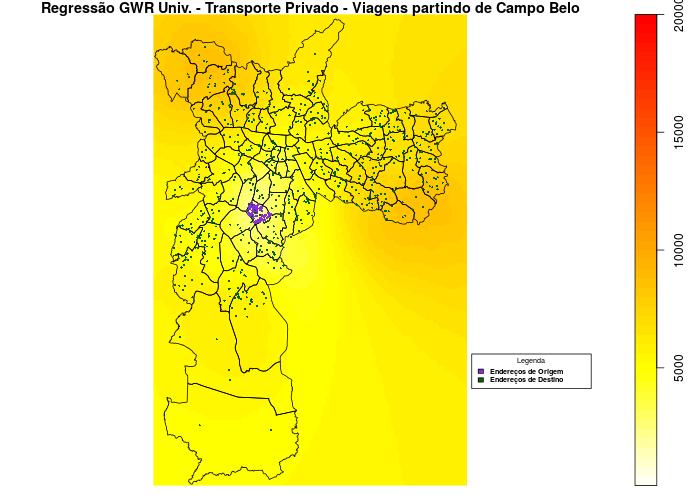 Regressão GWR Univ. - Transporte Privado - Viagens partindo de Campo Belo
20000
15000
10000
5000
Legenda
Endereços de Origem
Endereços de Destino